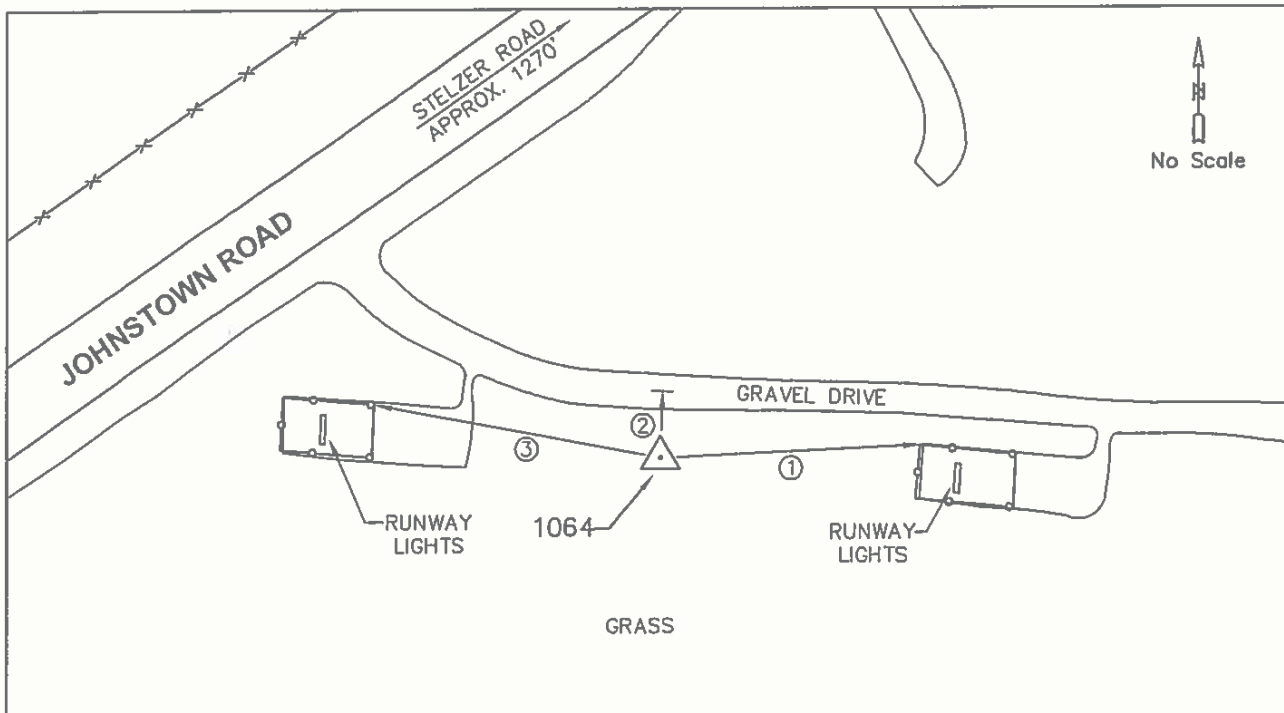 STELZER ROAD
APPROX. 1270'
N
No Scale
JOHNSTOWN ROAD
GRAVEL DRIVE
②
③
①
1064
RUNWAY
LIGHTS
RUNWAY
LIGHTS
GRASS